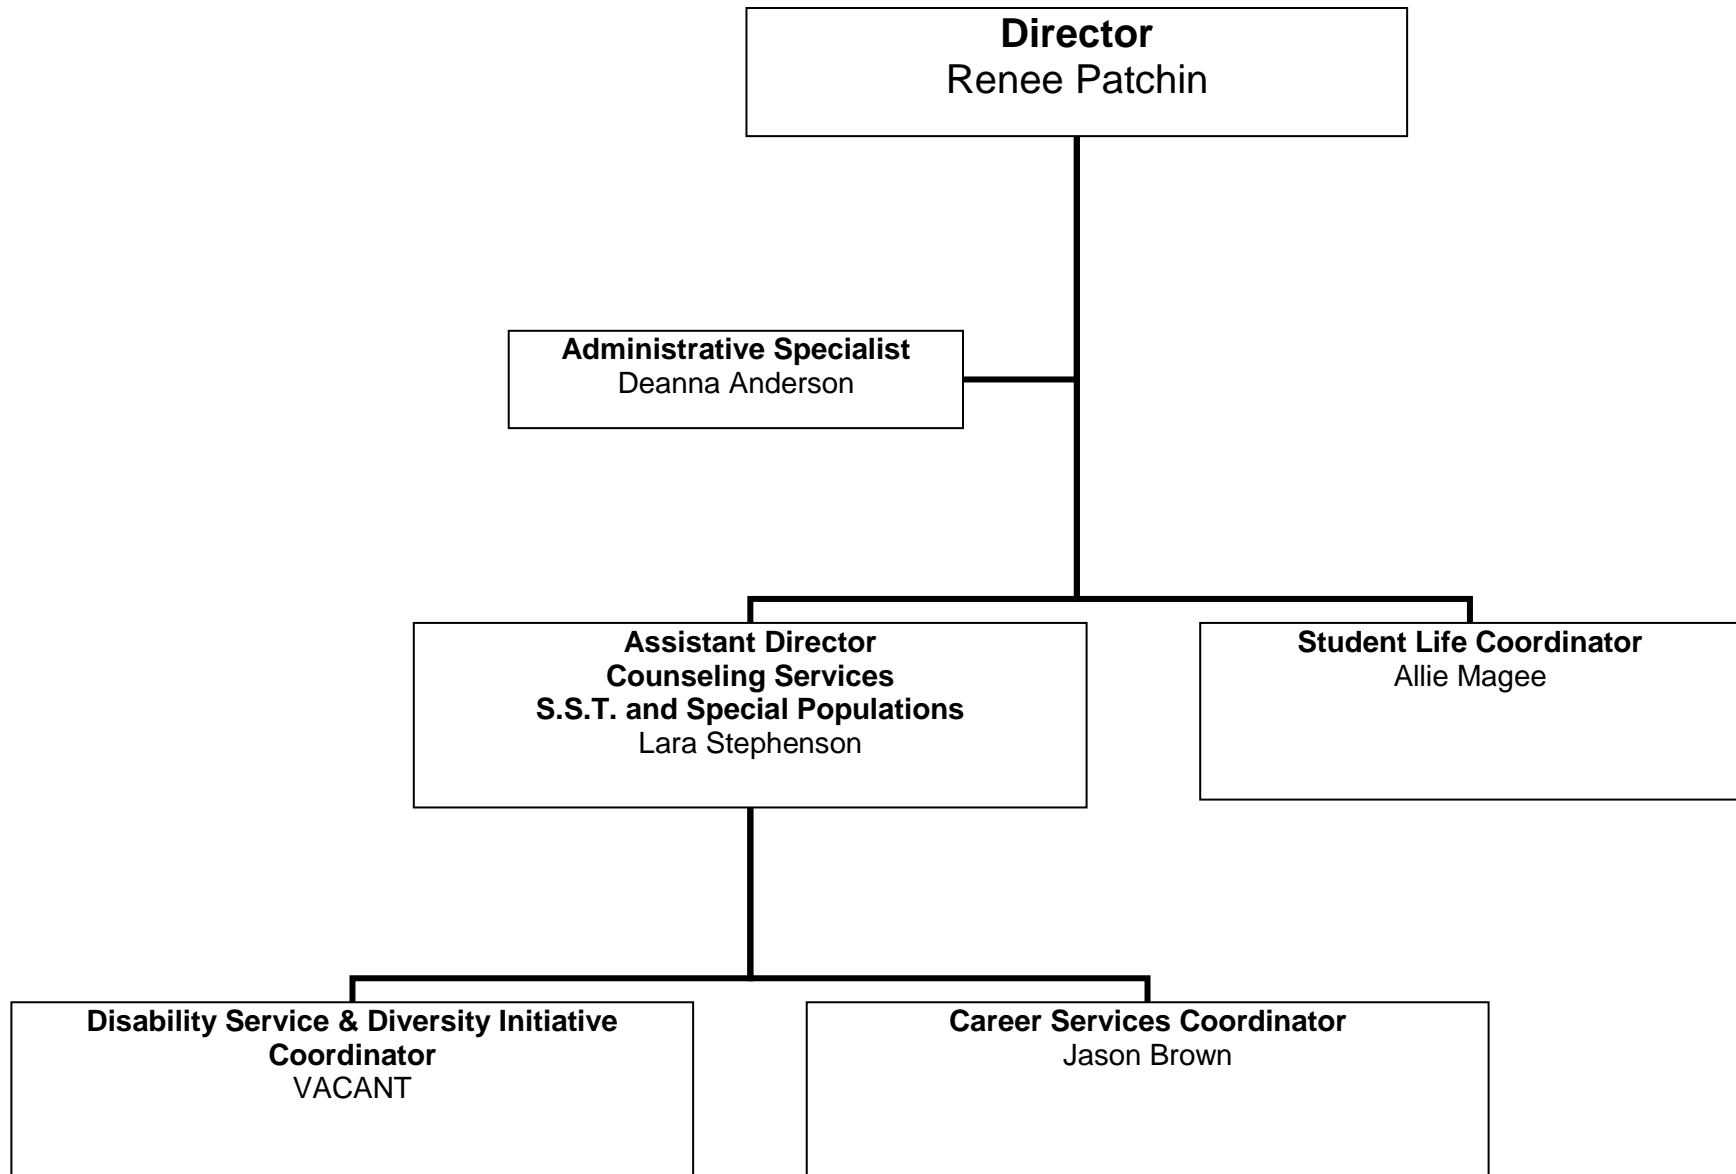 Director
Renee Patchin
Administrative Specialist
Deanna Anderson
Assistant Director
Counseling Services
S.S.T. and Special Populations
Lara Stephenson
Student Life Coordinator
Allie Magee
Disability Service & Diversity Initiative
Coordinator
VACANT
Career Services Coordinator
Jason Brown